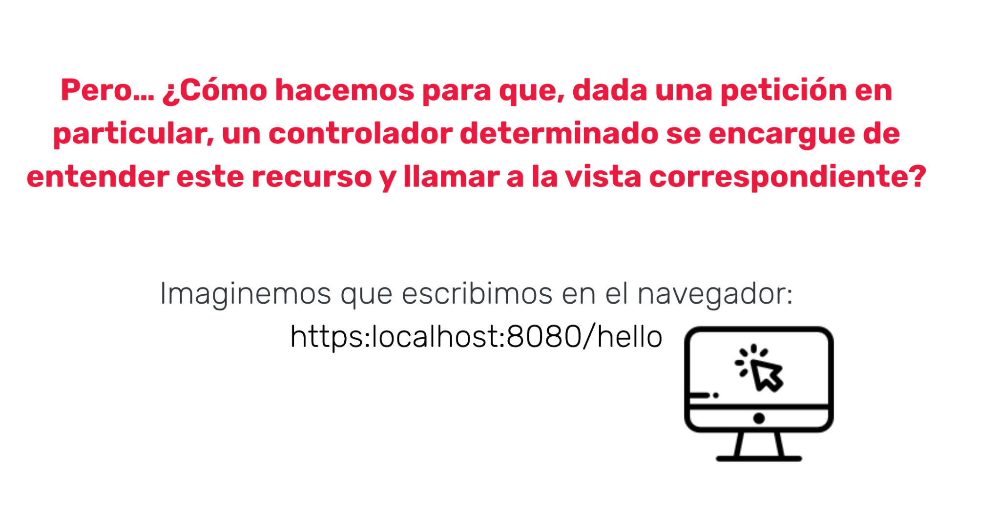 Pero... ¿Cómo hacemos para que, dada una petición en
particular, un controlador determinado se encargue de
entender este recurso y llamar a la vista correspondiente?
Imaginemos que escribimos en el navegador:
https:localhost:8080/hello